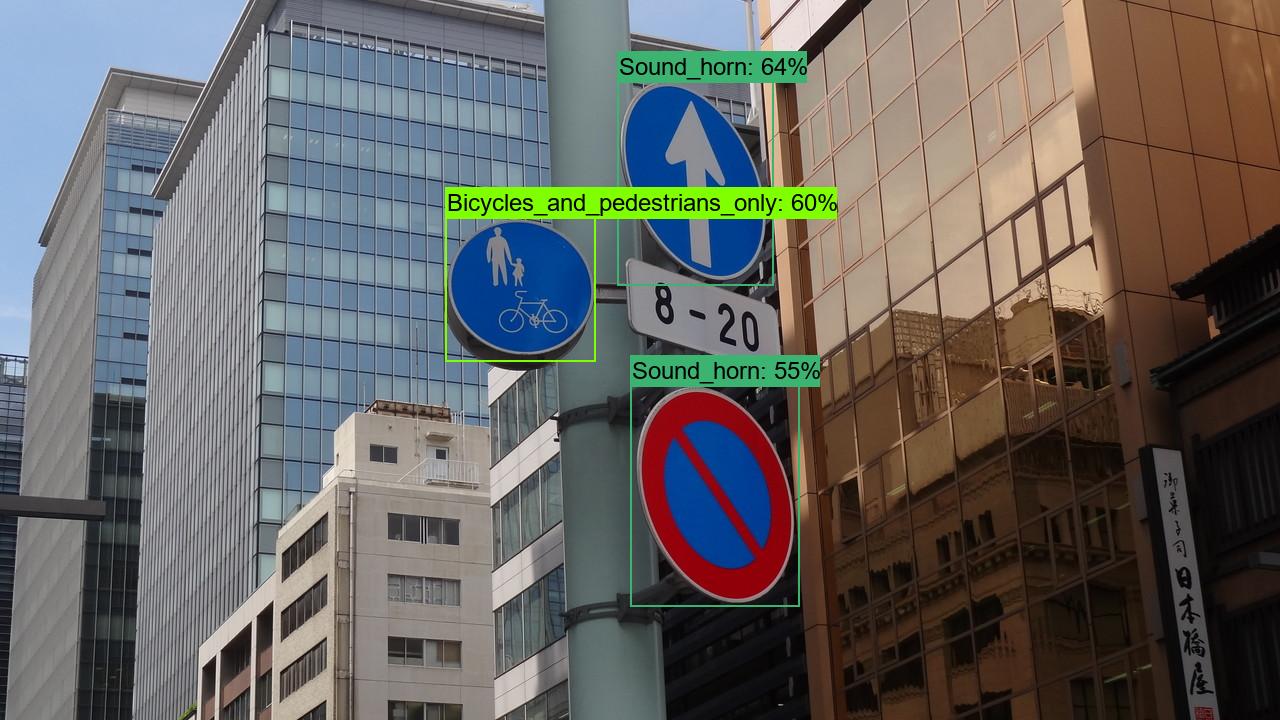 Sound_horn: 64%
Bicycles_and_pedestrians_only: 60%
8-20
Sound_horn: 55%
御菓子司 日本橋屋